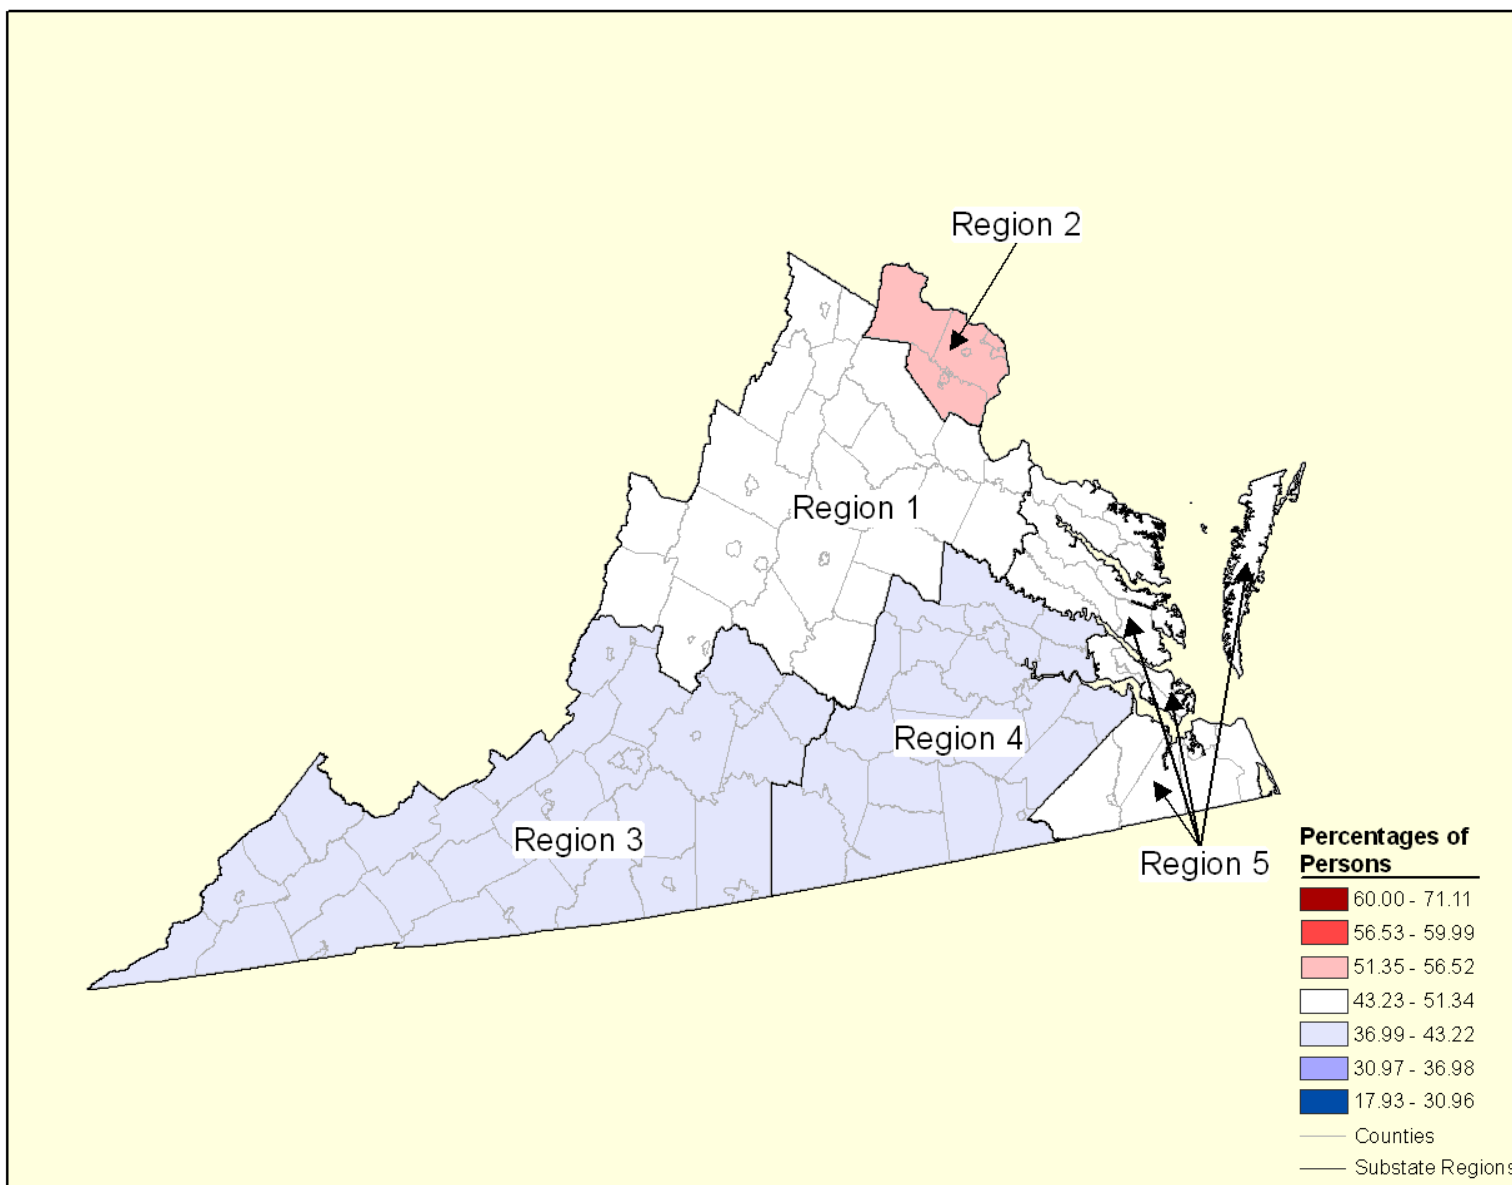 Region 2
Region 1
Region 4
Region 3
Region 5
Percentages of
Persons
60.00 - 71.11
56.53 - 59.99
51.35 - 56.52
43.23 - 51.34
36.99 - 43.22
30.97 - 36.98
17.93 - 30.96
Counties
Substate Regions